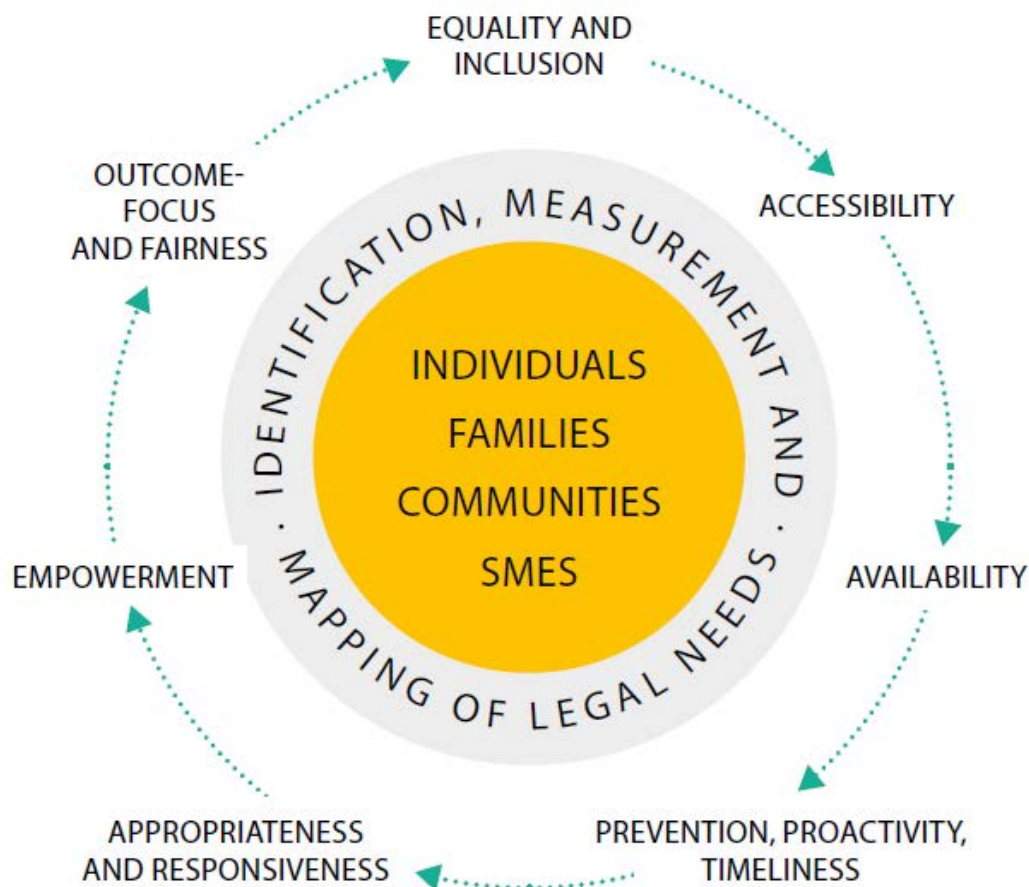 EQUALITY AND
INCLUSION
ACCESSIBILITY
AVAILABILITY
PREVENTION, PROACTIVITY,
TIMELINESS
APPROPRIATENESS
AND RESPONSIVENESS
EMPOWERMENT
OUTCOME-
FOCUS
AND FAIRNESS
· IDENTIFICATION, MEASUREMENT AND ·
MAPPING OF LEGAL NEEDS
INDIVIDUALS
FAMILIES
COMMUNITIES
SMES